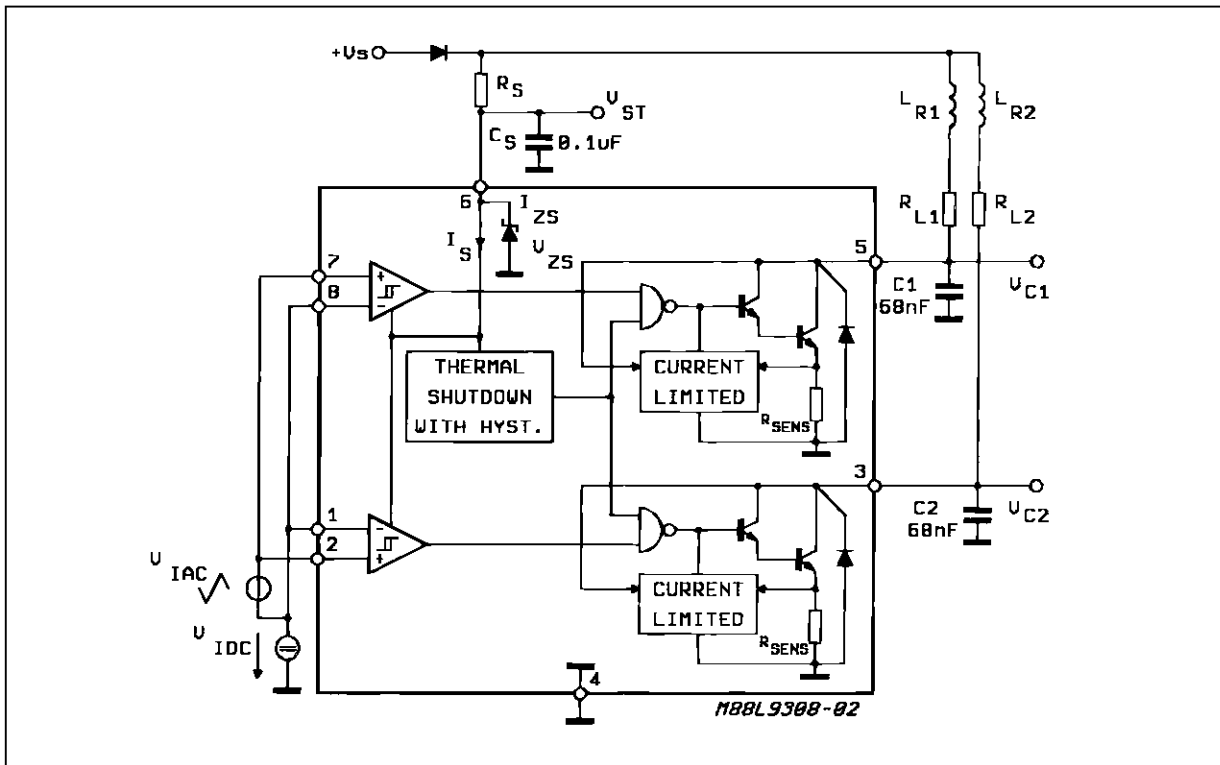 +Vs
R S
V ST
C S 0.1uF
L R1
L R2
6
I ZS
V ZS
I S
R L1
R L2
7
8
+
-
5
C1
68nF
V C1
THERMAL
SHUTDOWN
WITH HYST.
CURRENT
LIMITED
R SENS
3
C2
68nF
V C2
1
2
-
+
V IAC
V IDC
CURRENT
LIMITED
R SENS
4
M88L9308-02